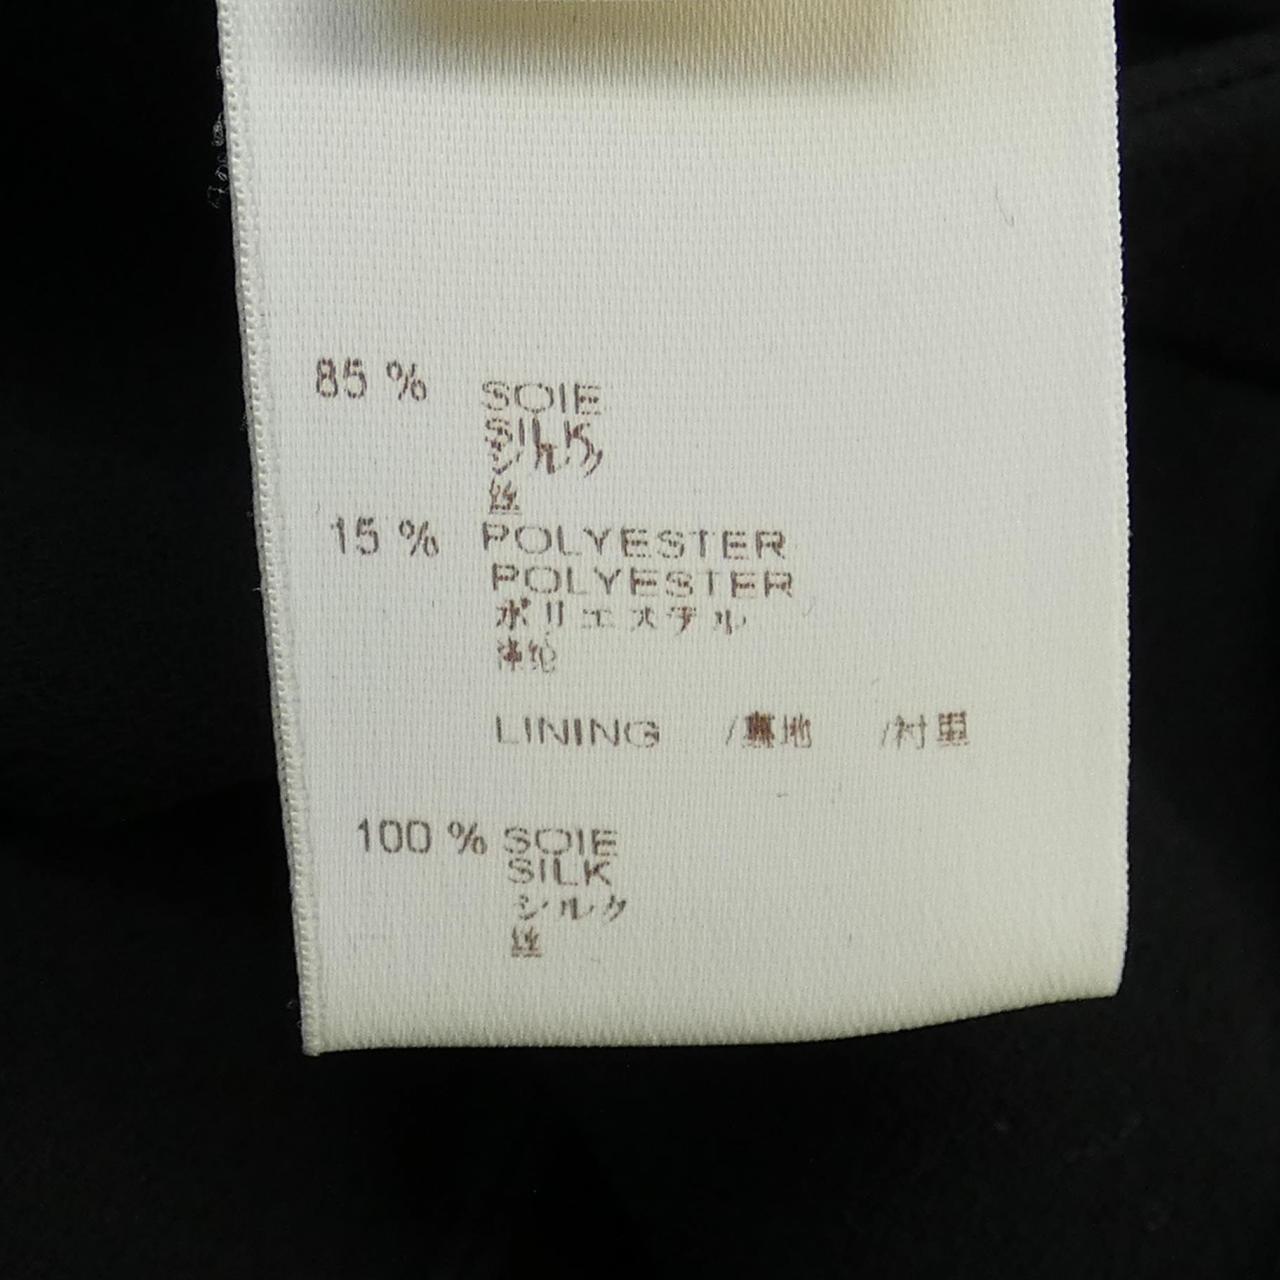 85 % SOIE
SILK
シルク
丝
15 % POLYESTER
POLYESTER
ポリエステル
涤纶
LINING /裏地 /衬里
100 % SOIE
SILK
シルク
丝